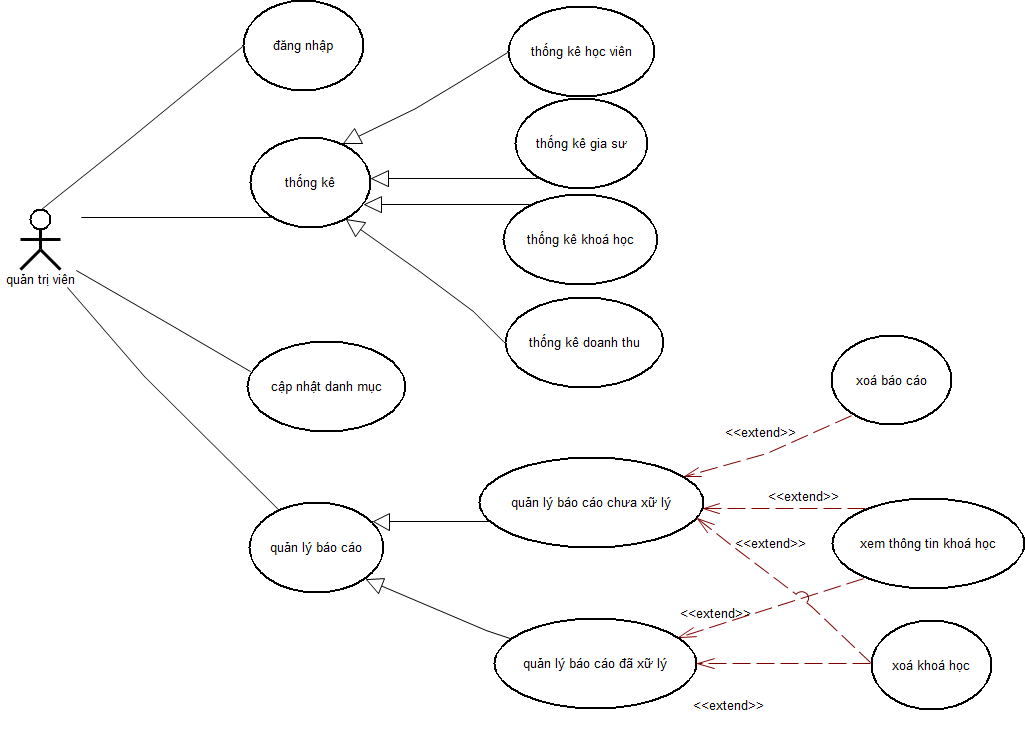 đăng nhập
thống kê học viên
thống kê gia sư
thống kê
thống kê khoá học
quản trị viên
thống kê doanh thu
cập nhật danh mục
xoá báo cáo
<<extend>>
quản lý báo cáo chưa xữ lý
<<extend>>
quản lý báo cáo
<<extend>>
xem thông tin khoá học
<<extend>>
quản lý báo cáo đã xữ lý
xoá khoá học
<<extend>>